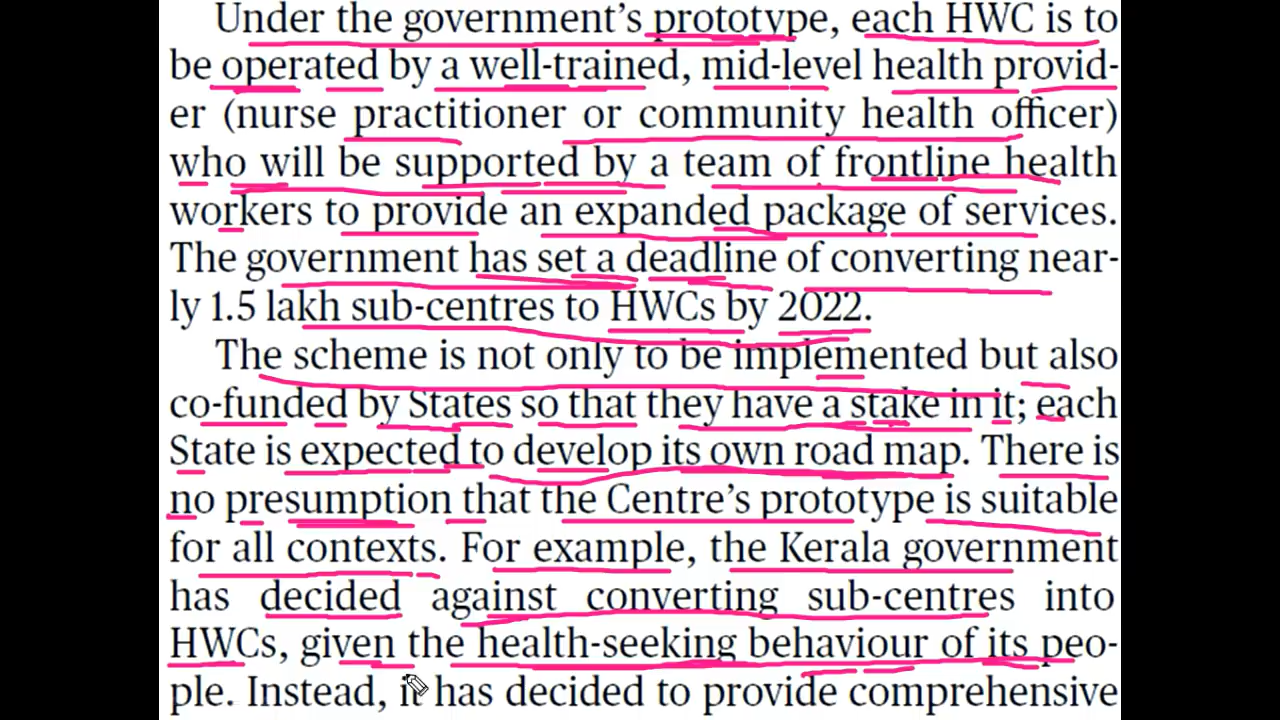 Under the government’s prototype, each HWC is to
be operated by a well-trained, mid-level health provid-
er (nurse practitioner or community health officer)
who will be supported by a team of frontline health
workers to provide an expanded package of services.
The government has set a deadline of converting near-
ly 1.5 lakh sub-centres to HWCs by 2022.
The scheme is not only to be implemented but also
co-funded by States so that they have a stake in it; each
State is expected to develop its own road map. There is
no presumption that the Centre’s prototype is suitable
for all contexts. For example, the Kerala government
has decided against converting sub-centres into
HWCs, given the health-seeking behaviour of its peo-
ple. Instead, it has decided to provide comprehensive